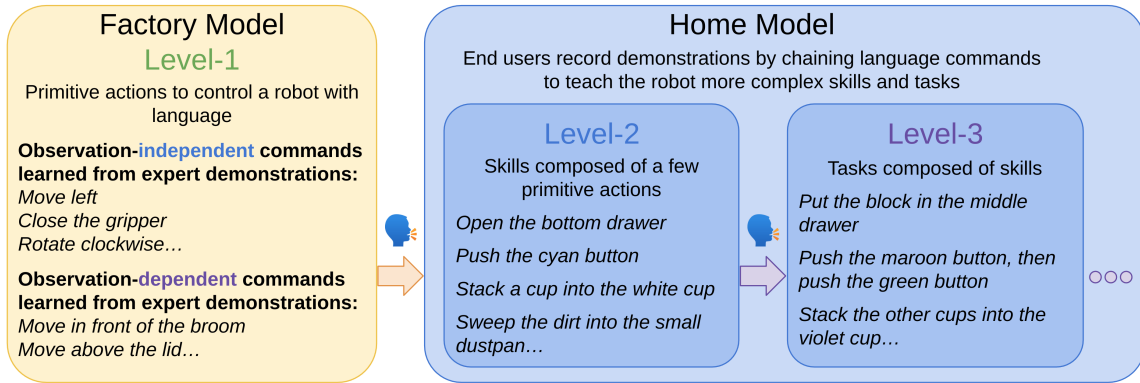 Factory Model
Level-1
Primitive actions to control a robot with
language
Observation-independent commands
learned from expert demonstrations:
Move left
Close the gripper
Rotate clockwise…
Observation-dependent commands
learned from expert demonstrations:
Move in front of the broom
Move above the lid…
Home Model
End users record demonstrations by chaining language commands
to teach the robot more complex skills and tasks
Level-2
Skills composed of a few
primitive actions
Open the bottom drawer
Push the cyan button
Stack a cup into the white cup
Sweep the dirt into the small
dustpan…
Level-3
Tasks composed of skills
Put the block in the middle
drawer
Push the maroon button, then
push the green button
Stack the other cups into the
violet cup…